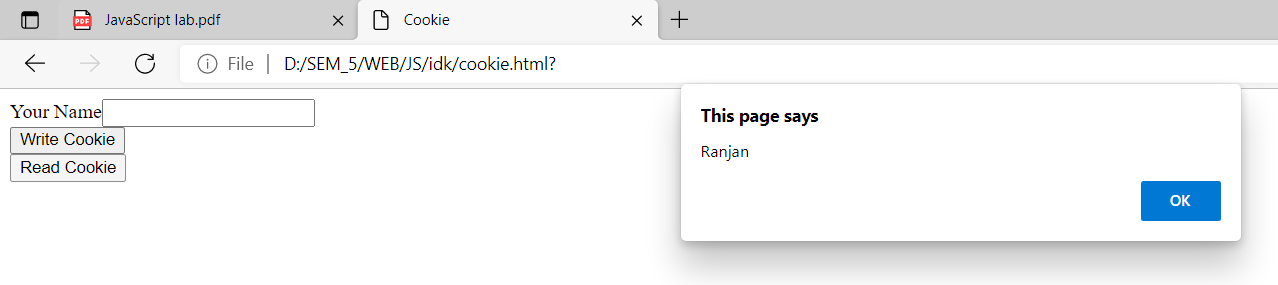 JavaScript lab.pdf
Cookie
File
D:/SEM_5/WEB/JS/idk/cookie.html?
Your Name
Write Cookie
Read Cookie
This page says
Ranjan
OK